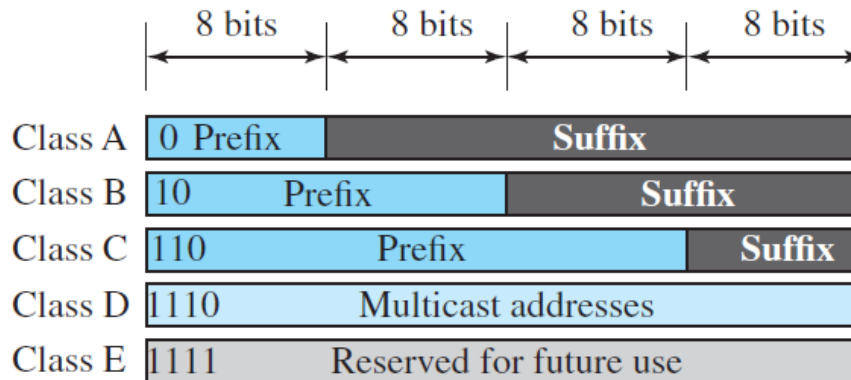 8 bits 8 bits 8 bits 8 bits
Class A 0 Prefix Suffix
Class B 10 Prefix Suffix
Class C 110 Prefix Suffix
Class D 1110 Multicast addresses
Class E 1111 Reserved for future use